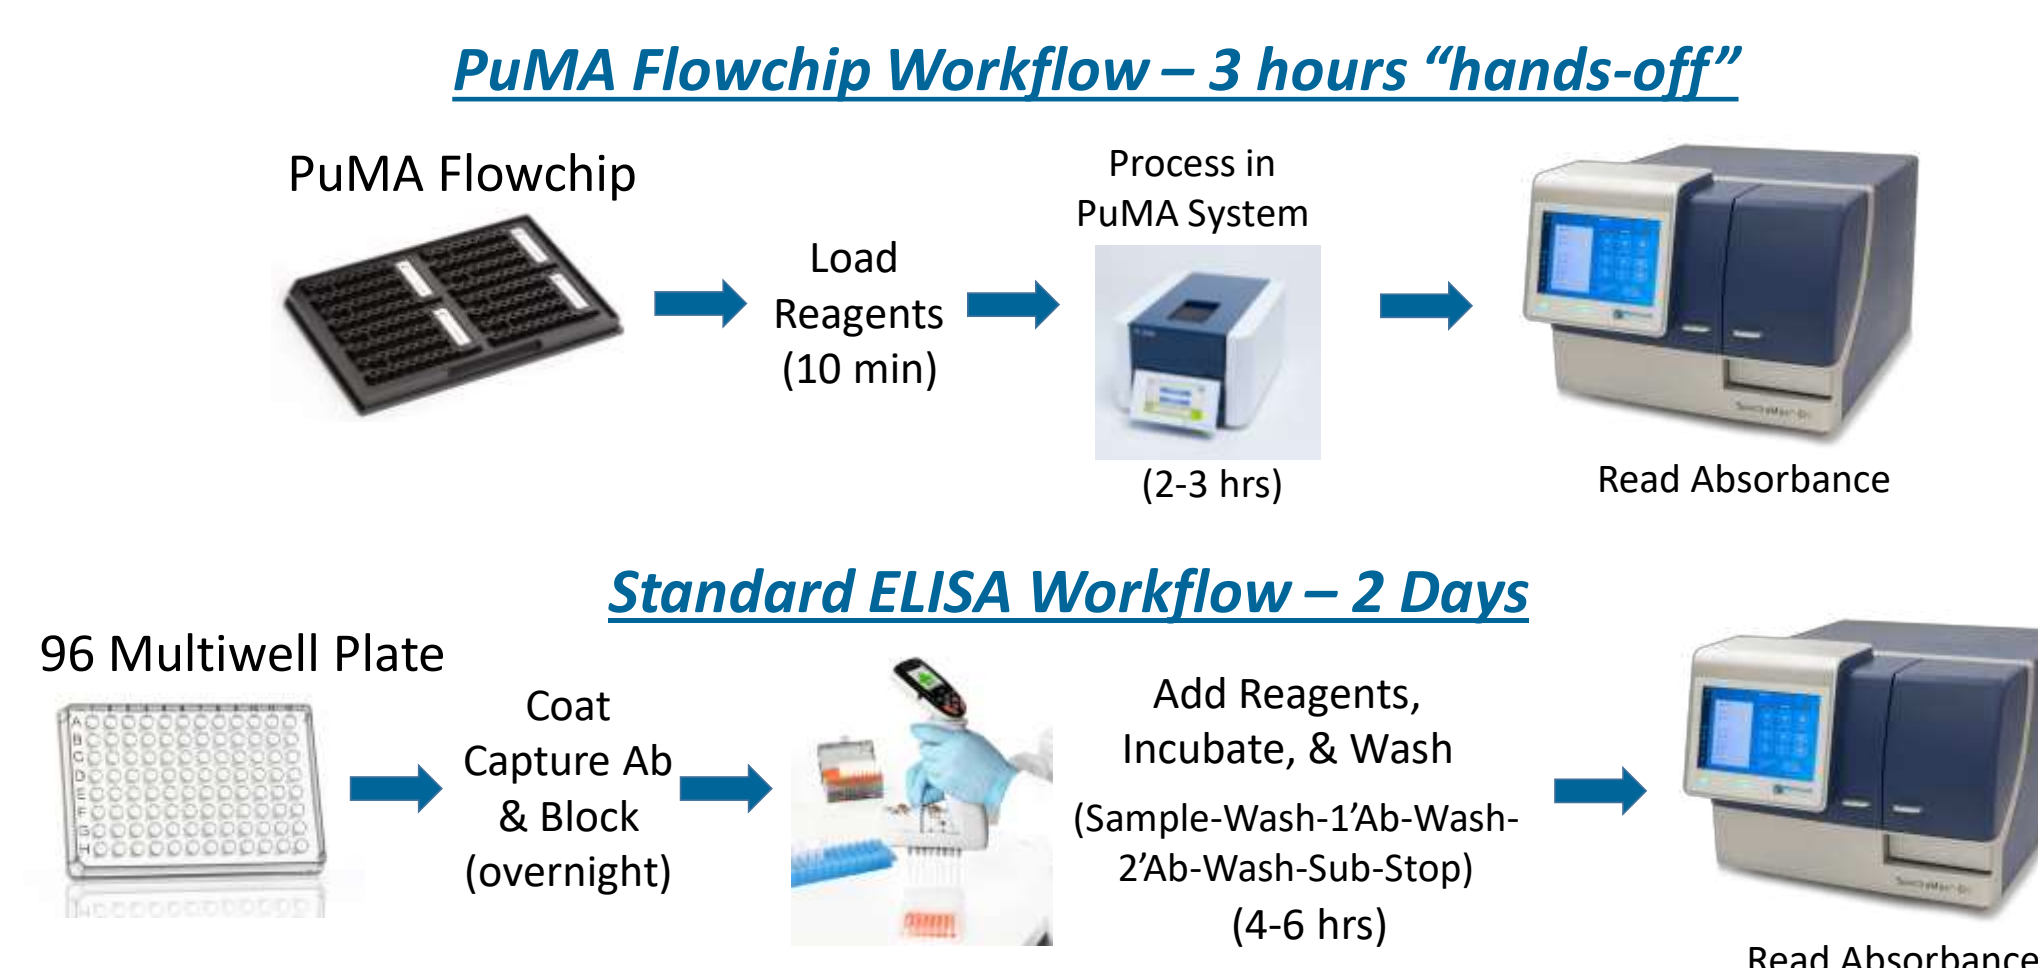 PuMA Flowchip Workflow – 3 hours “hands-off”
PuMA Flowchip
Load
Reagents
(10 min)
Process in
PuMA System
(2-3 hrs)
Read Absorbance
Standard ELISA Workflow – 2 Days
96 Multiwell Plate
A
B
C
D
E
F
G
H
Coat
Capture Ab
& Block
(overnight)
Add Reagents,
Incubate, & Wash
(Sample-Wash-1’Ab-Wash-
2’Ab-Wash-Sub-Stop)
(4-6 hrs)
Read Absorbance